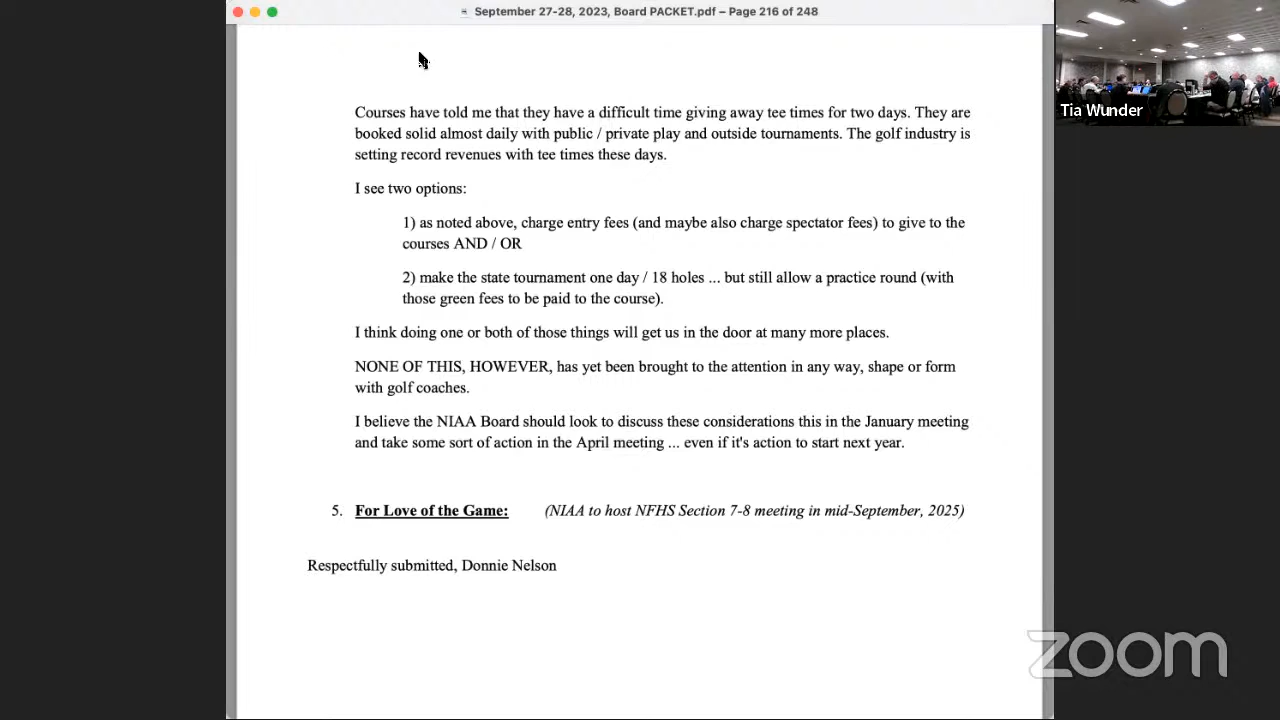 September 27-28, 2023, Board PACKET.pdf – Page 216 of 248
Tia Wunder
Courses have told me that they have a difficult time giving away tee times for two days. They are
booked solid almost daily with public / private play and outside tournaments. The golf industry is
setting record revenues with tee times these days.
I see two options:
1) as noted above, charge entry fees (and maybe also charge spectator fees) to give to the
courses AND / OR
2) make the state tournament one day / 18 holes ... but still allow a practice round (with
those green fees to be paid to the course).
I think doing one or both of those things will get us in the door at many more places.
NONE OF THIS, HOWEVER, has yet been brought to the attention in any way, shape or form
with golf coaches.
I believe the NIAA Board should look to discuss these considerations this in the January meeting
and take some sort of action in the April meeting ... even if it's action to start next year.
5. For Love of the Game: (NIAA to host NFHS Section 7-8 meeting in mid-September, 2025)
Respectfully submitted, Donnie Nelson
zoom